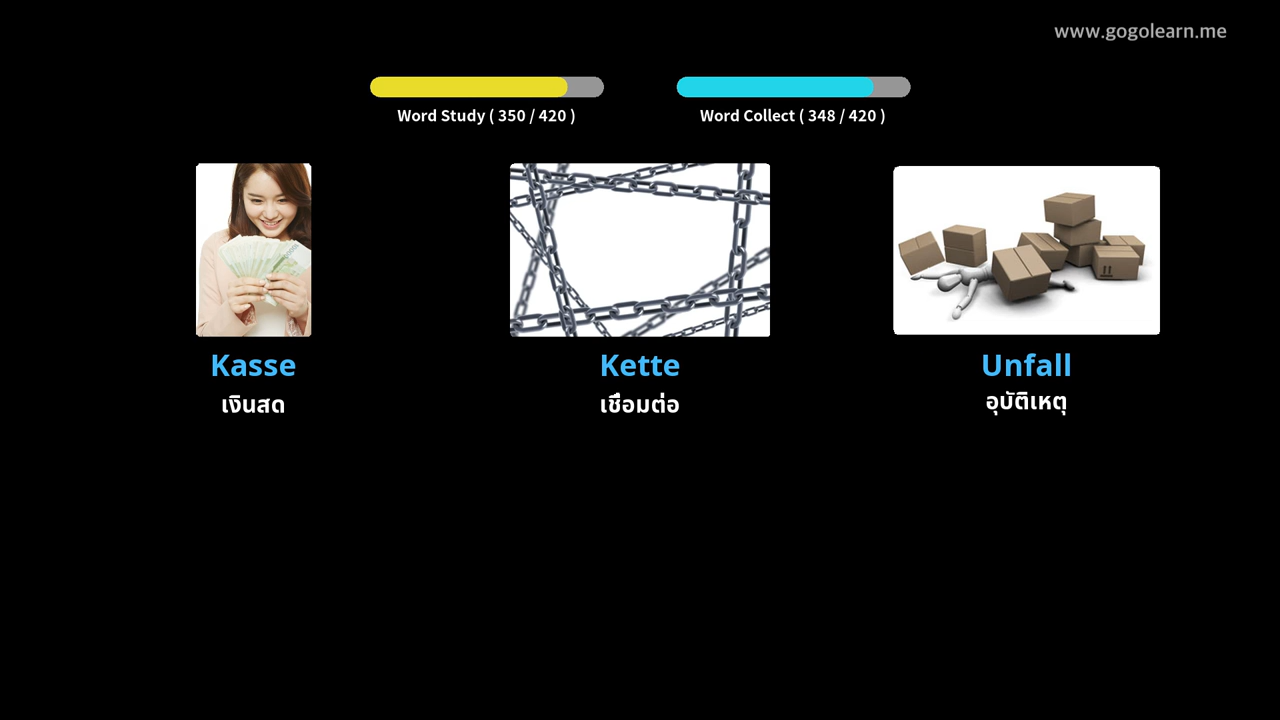 www.gogolearn.me
Word Study ( 350 / 420 )
Word Collect ( 348 / 420 )
Kasse
เงินสด
Kette
เชื่อมต่อ
Unfall
อุบัติเหตุ